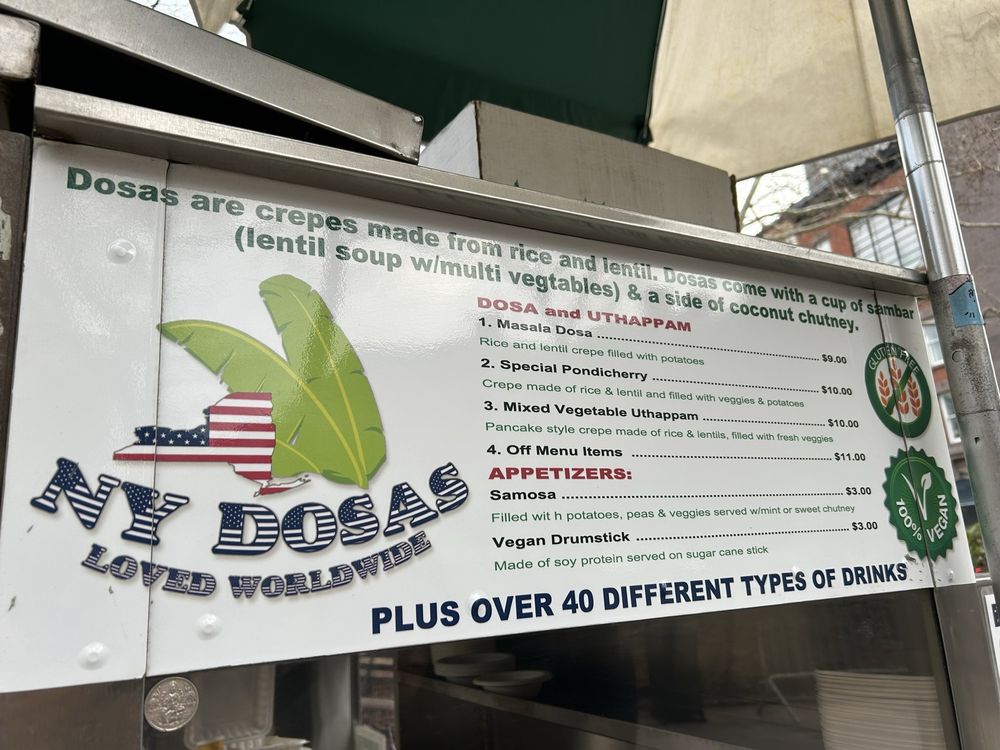 Dosas are crepes made from rice and lentil. Dosas come with a cup of sambar
(lentil soup w/multi vegtables) & a side of coconut chutney.
NY DOSAS
LOVED WORLDWIDE
DOSA and UTHAPPAM
1. Masala Dosa ........ $9.00
Rice and lentil crepe filled with potatoes
2. Special Pondicherry ........ $10.00
Crepe made of rice & lentil and filled with veggies & potatoes
3. Mixed Vegetable Uthappam ........ $10.00
Pancake style crepe made of rice & lentils, filled with fresh veggies
4. Off Menu Items ........ $11.00
APPETIZERS:
Samosa ........ $3.00
Filled wit h potatoes, peas & veggies served w/mint or sweet chutney
Vegan Drumstick ........ $3.00
Made of soy protein served on sugar cane stick
PLUS OVER 40 DIFFERENT TYPES OF DRINKS
GLUTEN FREE
100% VEGAN